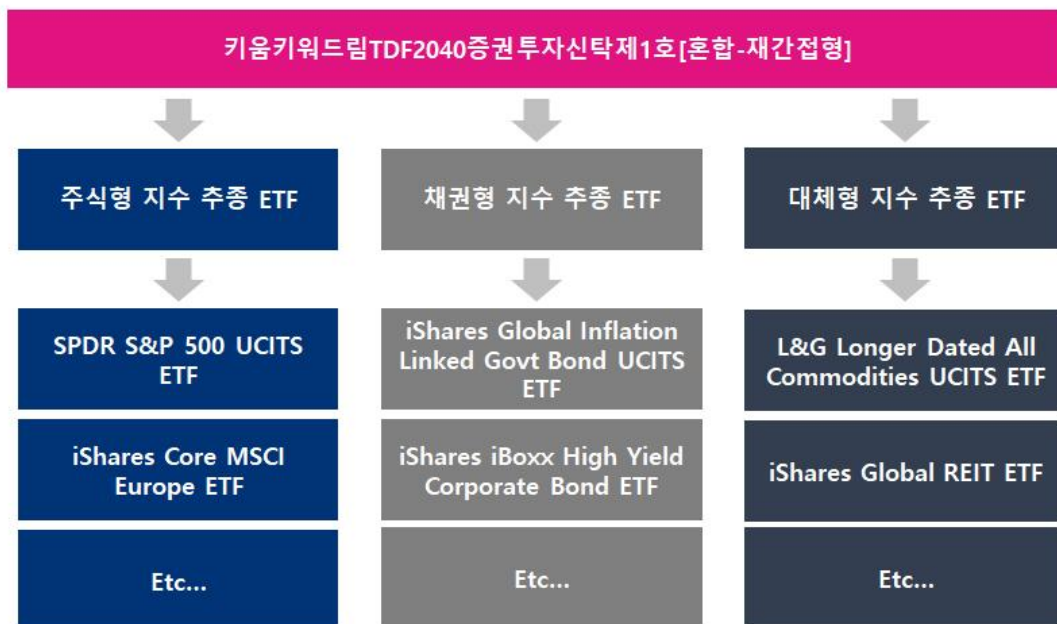 키움키워드림TDF2040증권투자신탁제1호[혼합-재간접형]
주식형 지수 추종 ETF
채권형 지수 추종 ETF
대체형 지수 추종 ETF
SPDR S&P 500 UCITS
ETF
iShares Global Inflation
Linked Govt Bond UCITS
ETF
L&G Longer Dated All
Commodities UCITS ETF
iShares Core MSCI
Europe ETF
iShares iBoxx High Yield
Corporate Bond ETF
iShares Global REIT ETF
Etc...
Etc...
Etc...